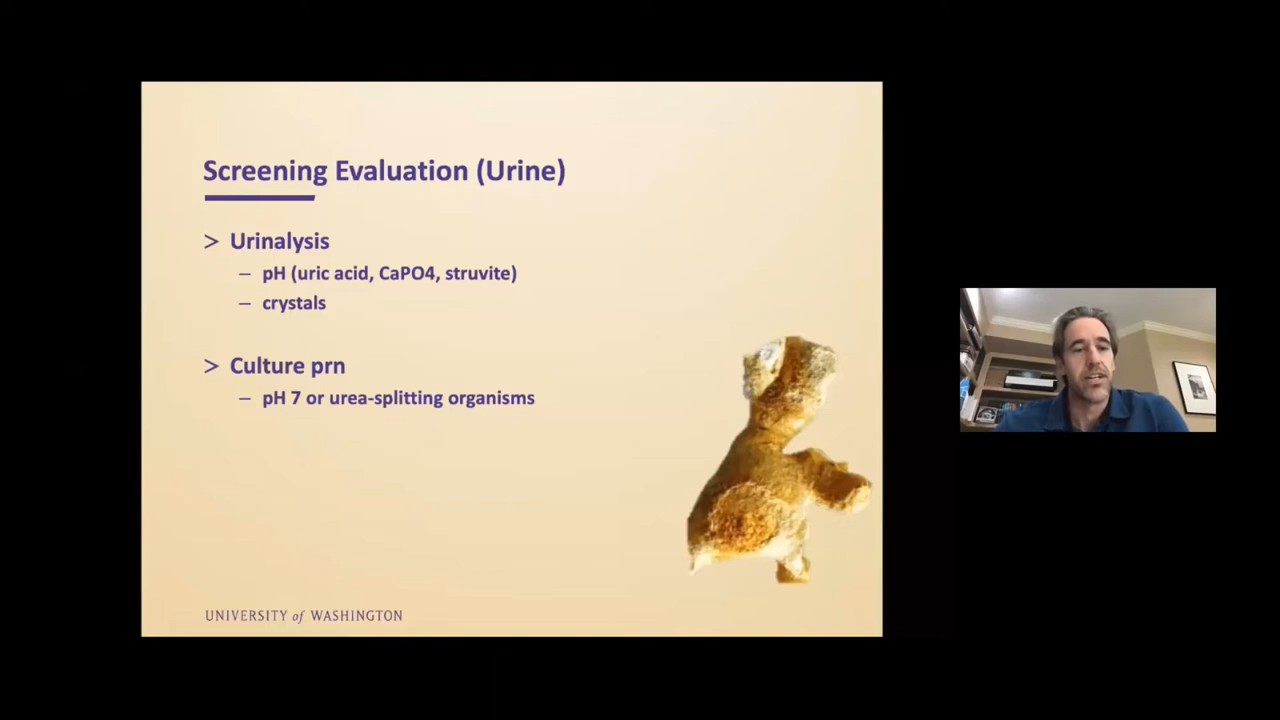 Screening Evaluation (Urine)
> Urinalysis
– pH (uric acid, CaPO4, struvite)
– crystals
> Culture prn
– pH 7 or urea-splitting organisms
UNIVERSITY of WASHINGTON